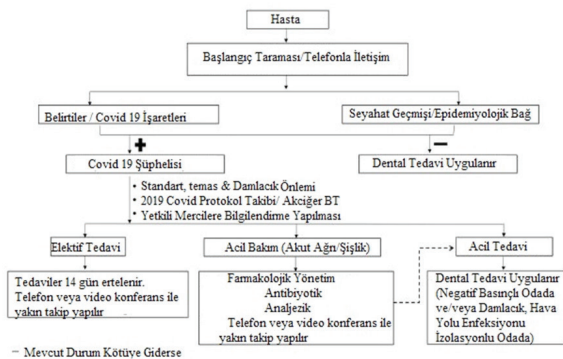 Hasta
Başlangıç Taraması/Telefonla İletişim
Belirtiler / Covid 19 İşaretleri
Seyahat Geçmişi/Epidemiyolojik Bağ
+
−
Covid 19 Şüphelisi
Dental Tedavi Uygulanır
• Standart, temas & Damlacık Önlemi
• 2019 Covid Protokol Takibi/ Akciğer BT
• Yetkili Mercilere Bilgilendirme Yapılması
Elektif Tedavi
Acil Bakım (Akut Ağrı/Şişlik)
Acil Tedavi
Tedaviler 14 gün ertelenir.
Telefon veya video konferans ile
yakın takip yapılır
Farmakolojik Yönetim
Antibiyotik
Analjezik
Telefon veya video konferans ile
yakın takip yapılır
Dental Tedavi Uygulanır
(Negatif Basınçlı Odada
ve/veya Damlacık, Hava
Yolu Enfeksiyonu
İzolasyonlu Odada)
− Mevcut Durum Kötüye Giderse